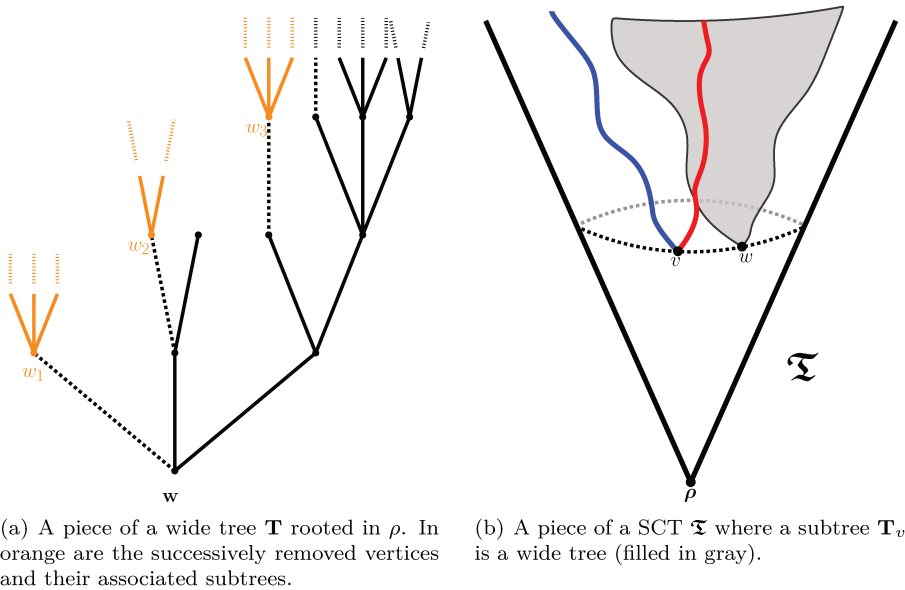 w₃
w₂
w₁
w
v
w
𝕿
ρ
(a) A piece of a wide tree T rooted in ρ. In
orange are the successively removed vertices
and their associated subtrees.
(b) A piece of a SCT 𝕿 where a subtree Tᵥ
is a wide tree (filled in gray).